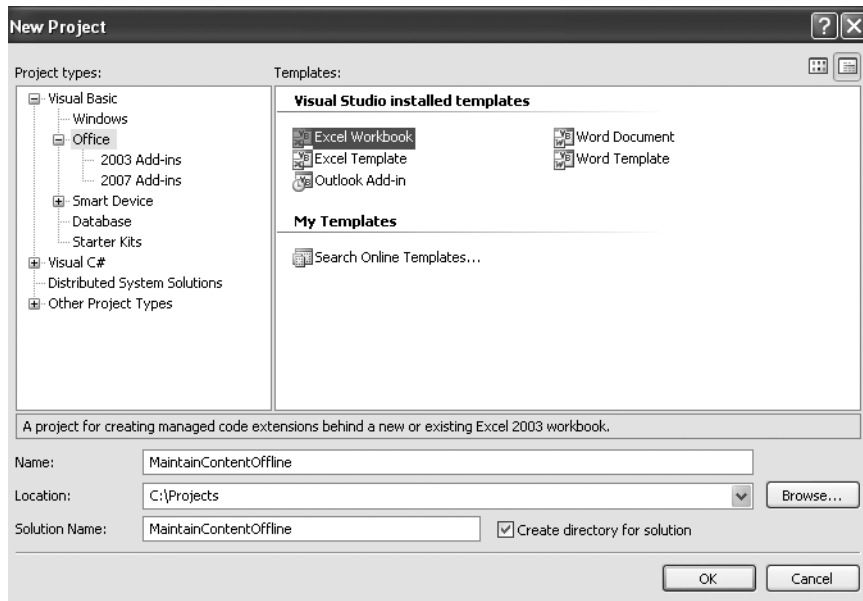 New Project
Project types:
Templates:
Visual Basic
Windows
Office
2003 Add-ins
2007 Add-ins
Smart Device
Database
Starter Kits
Visual C#
Distributed System Solutions
Other Project Types
Visual Studio installed templates
Excel Workbook
Word Document
Excel Template
Word Template
Outlook Add-in
My Templates
Search Online Templates...
A project for creating managed code extensions behind a new or existing Excel 2003 workbook.
Name:
MaintainContentOffline
Location:
C:\Projects
Browse...
Solution Name:
MaintainContentOffline
Create directory for solution
OK
Cancel